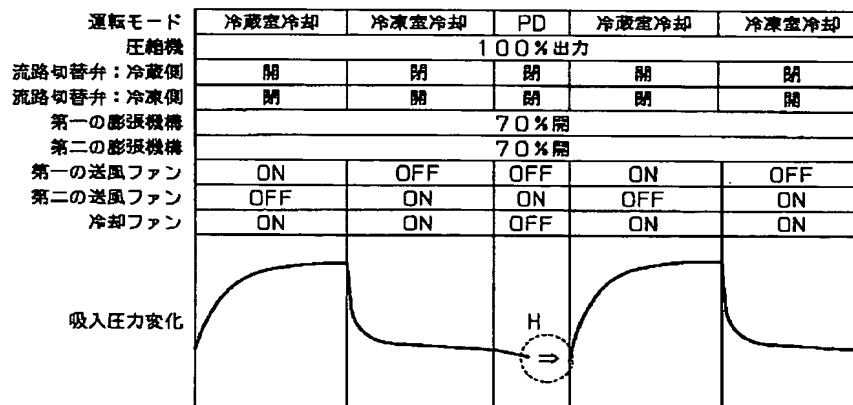 運転モード 冷蔵室冷却 冷凍室冷却 PD 冷蔵室冷却 冷凍室冷却
圧縮機 100%出力
流路切替弁:冷蔵側 開 閉 閉 開 閉
流路切替弁:冷凍側 閉 開 閉 閉 開
第一の膨張機構 70%開
第二の膨張機構 70%開
第一の送風ファン ON OFF OFF ON OFF
第二の送風ファン OFF ON ON OFF ON
冷却ファン ON ON OFF ON ON
吸入圧力変化 H
⇒